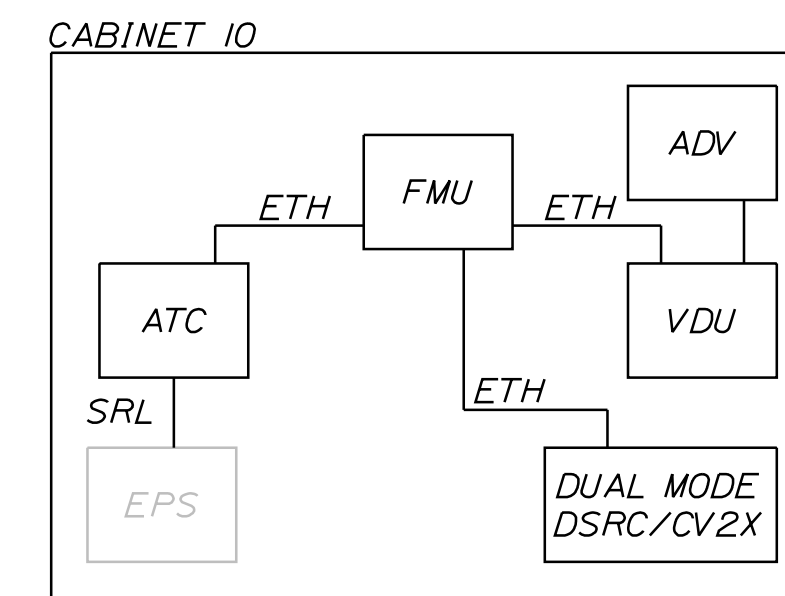 CABINET 10
ADV
FMU
ETH
ETH
ATC
VDU
ETH
SRL
EPS
DUAL MODE
DSRC/CV2X